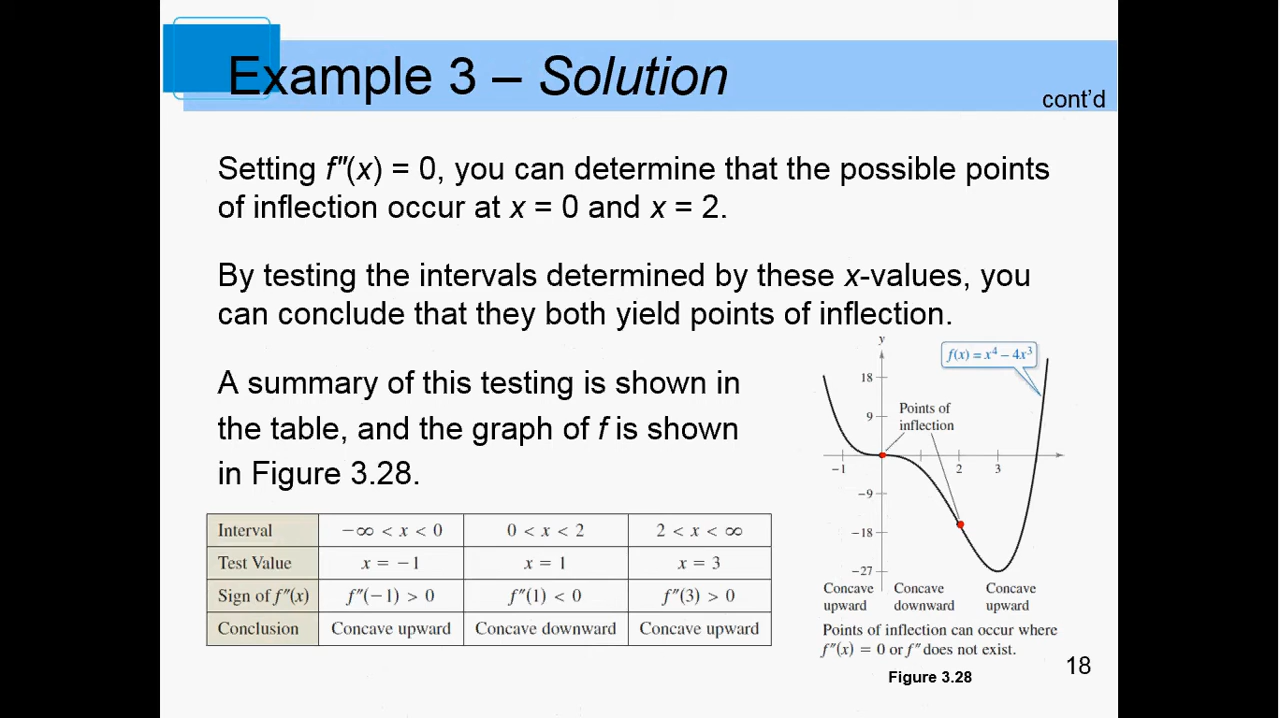 Example 3 – Solution
cont'd
Setting f″(x) = 0, you can determine that the possible points
of inflection occur at x = 0 and x = 2.
By testing the intervals determined by these x-values, you
can conclude that they both yield points of inflection.
A summary of this testing is shown in
the table, and the graph of f is shown
in Figure 3.28.
Interval −∞ < x < 0 0 < x < 2 2 < x < ∞
Test Value x = −1 x = 1 x = 3
Sign of f″(x) f″(−1) > 0 f″(1) < 0 f″(3) > 0
Conclusion Concave upward Concave downward Concave upward
y
f(x) = x⁴ − 4x³
18
Points of
inflection
9
−1 2 3
−9
−18
−27
Concave Concave Concave
upward downward upward
Points of inflection can occur where
f″(x) = 0 or f″ does not exist.
Figure 3.28
18